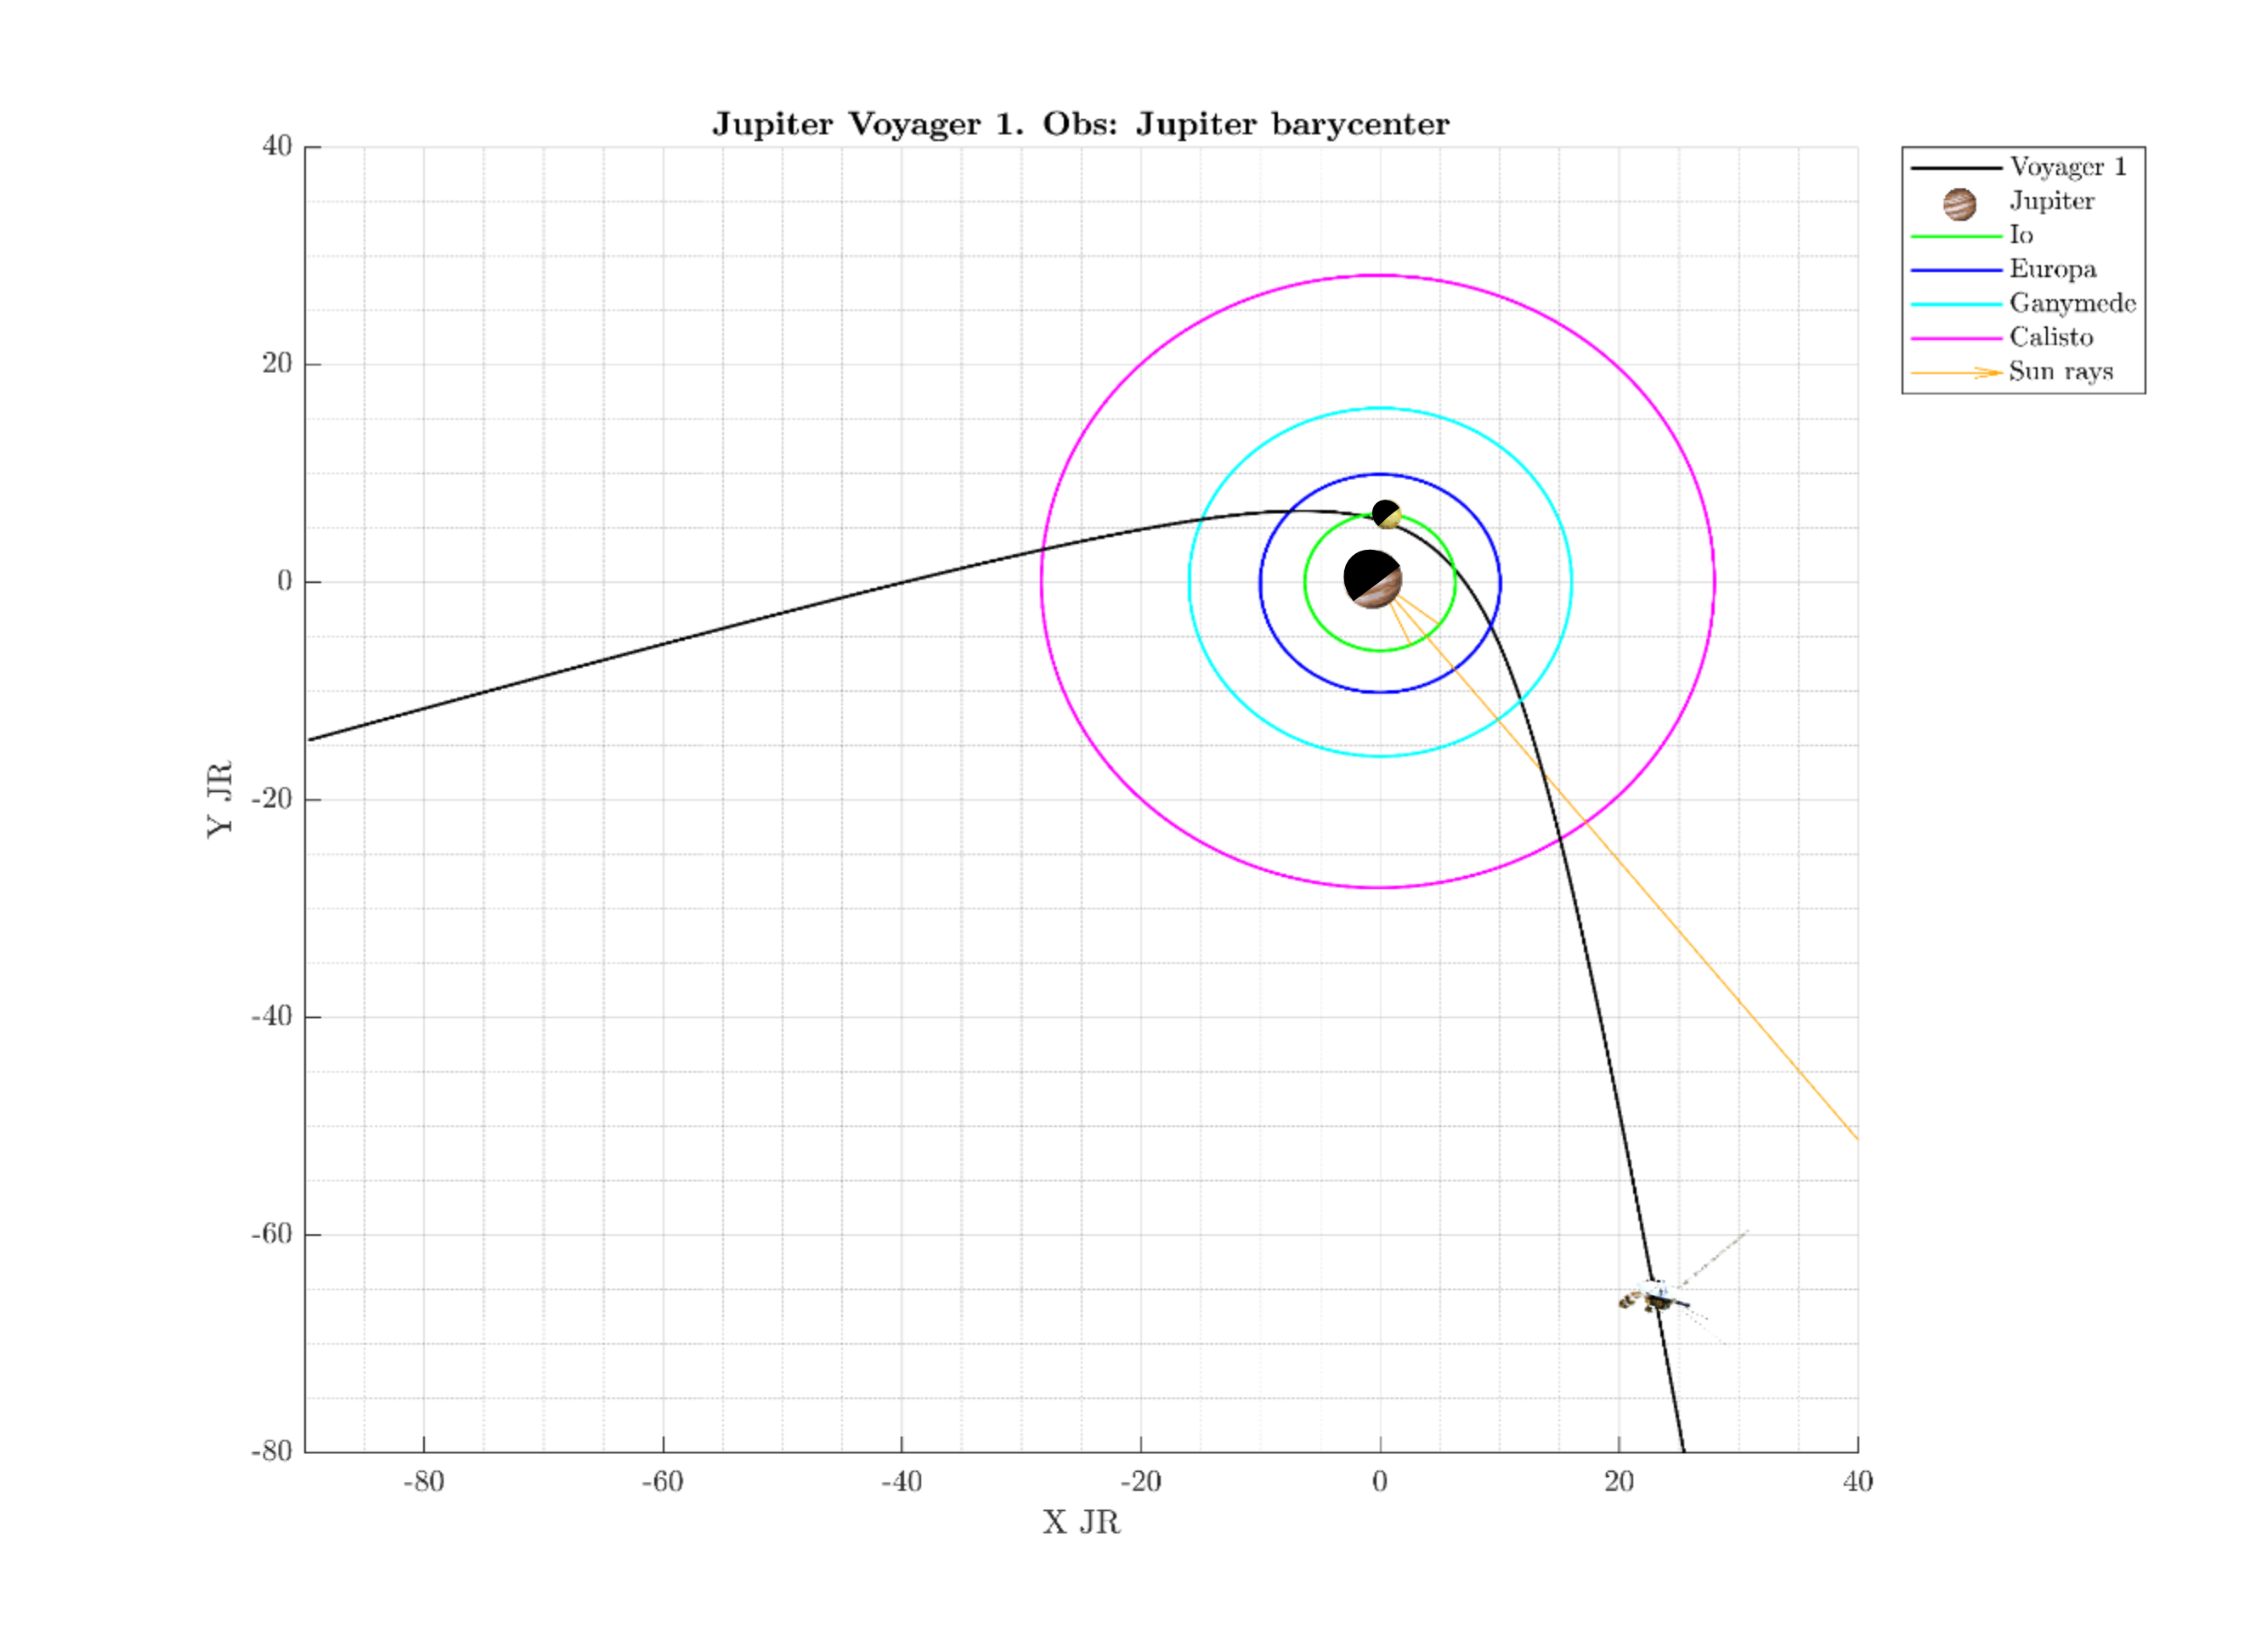 Jupiter Voyager 1. Obs: Jupiter barycenter
40
20
0
-20
-40
-60
-80
Y JR
-80
-60
-40
-20
0
20
40
X JR
Voyager 1
Jupiter
Io
Europa
Ganymede
Calisto
Sun rays